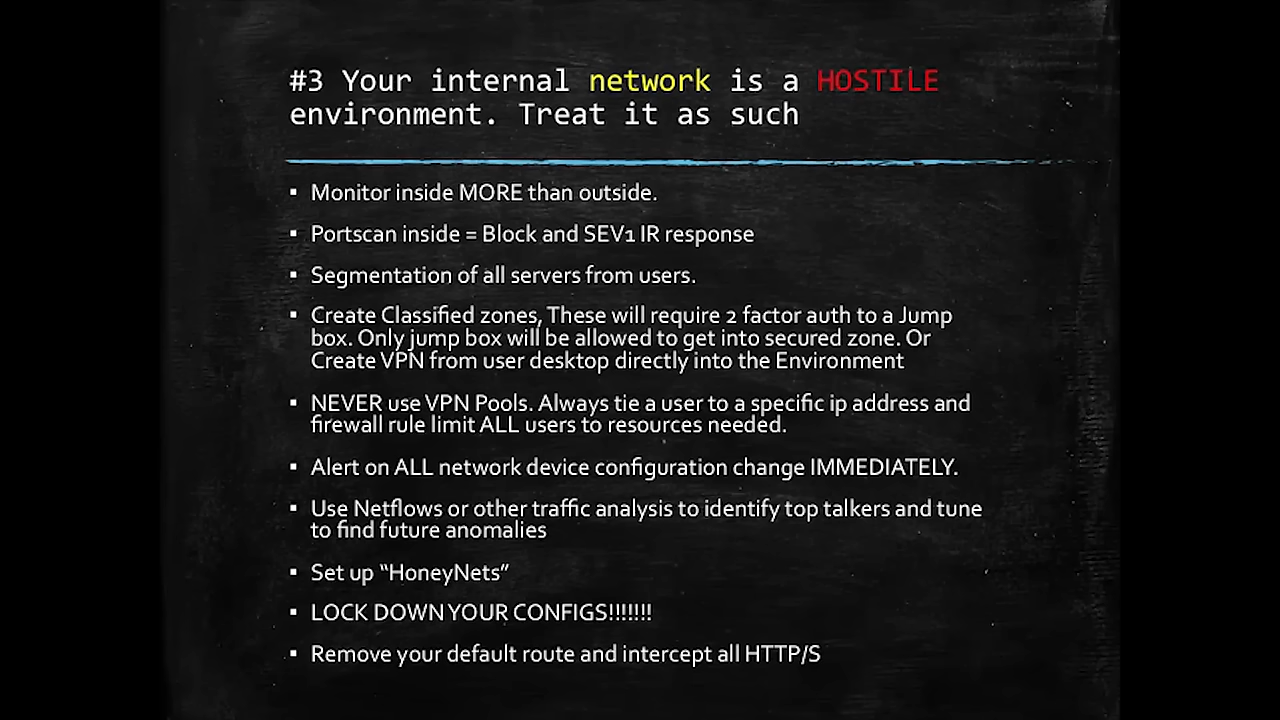 #3 Your internal network is a HOSTILE
environment. Treat it as such
▪ Monitor inside MORE than outside.
▪ Portscan inside = Block and SEV1 IR response
▪ Segmentation of all servers from users.
▪ Create Classified zones, These will require 2 factor auth to a Jump
box. Only jump box will be allowed to get into secured zone. Or
Create VPN from user desktop directly into the Environment
▪ NEVER use VPN Pools. Always tie a user to a specific ip address and
firewall rule limit ALL users to resources needed.
▪ Alert on ALL network device configuration change IMMEDIATELY.
▪ Use Netflows or other traffic analysis to identify top talkers and tune
to find future anomalies
▪ Set up “HoneyNets”
▪ LOCK DOWN YOUR CONFIGS!!!!!!!
▪ Remove your default route and intercept all HTTP/S